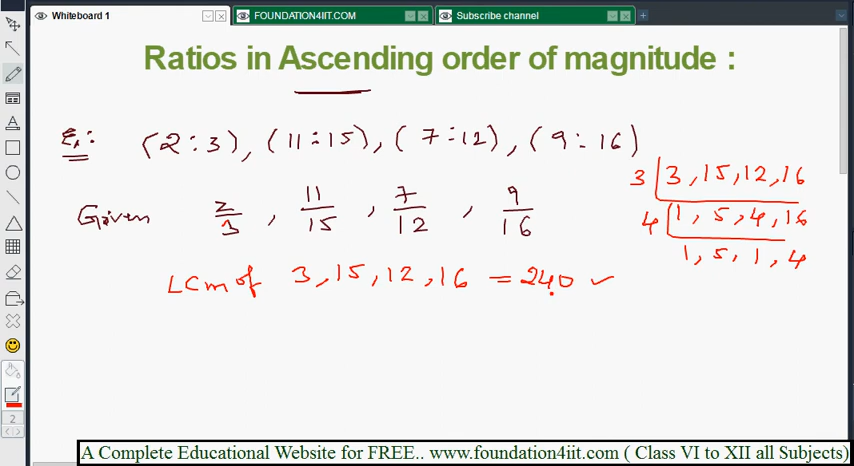 Whiteboard 1
FOUNDATION4IIT.COM
Subscribe channel
Ratios in Ascending order of magnitude :
Ex: (2:3), (11:15), (7:12), (9:16)
Given 2/3, 11/15, 7/12, 9/16
LCm of 3, 15, 12, 16 = 240 ✓
3 | 3, 15, 12, 16
4 | 1, 5, 4, 16
1, 5, 1, 4
2
A Complete Educational Website for FREE.. www.foundation4iit.com ( Class VI to XII all Subjects)